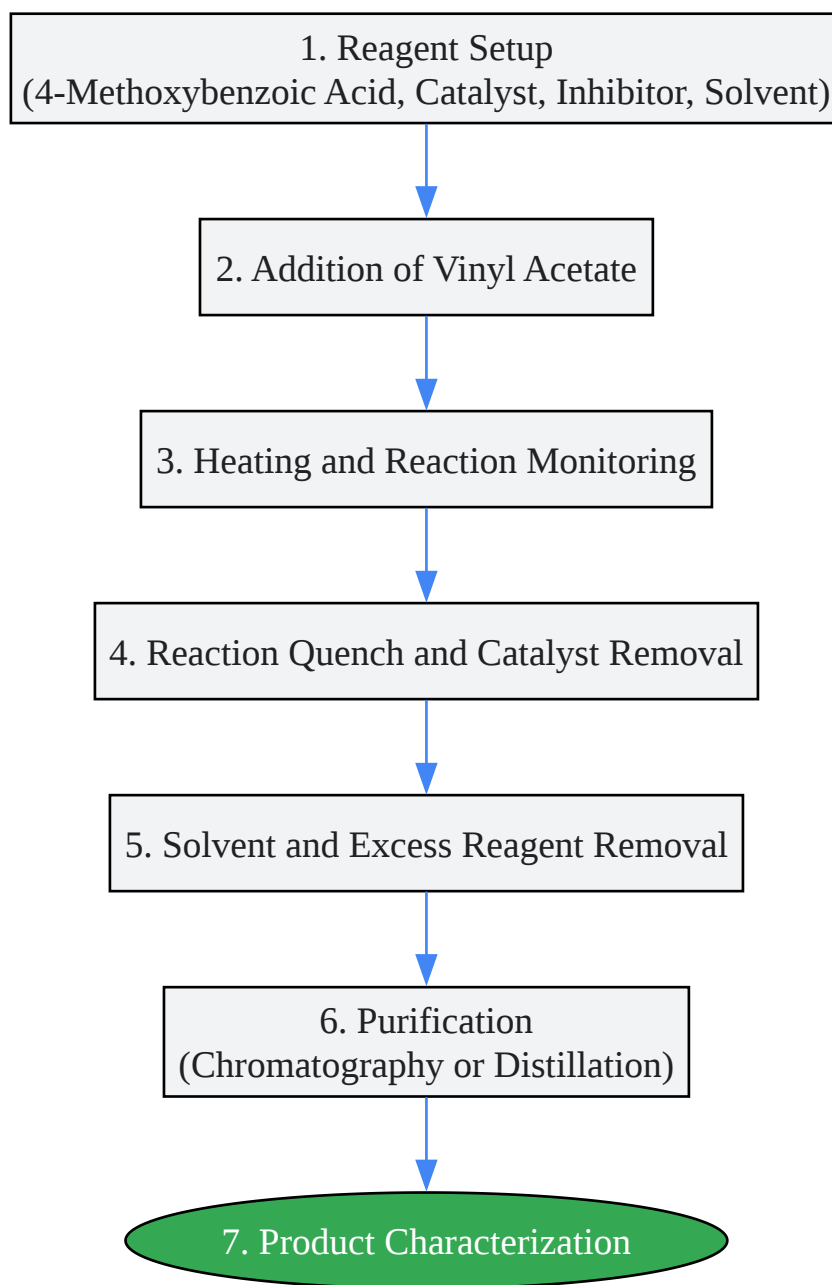 1. Reagent Setup
(4-Methoxybenzoic Acid, Catalyst, Inhibitor, Solvent)
2. Addition of Vinyl Acetate
3. Heating and Reaction Monitoring
4. Reaction Quench and Catalyst Removal
5. Solvent and Excess Reagent Removal
6. Purification
(Chromatography or Distillation)
7. Product Characterization